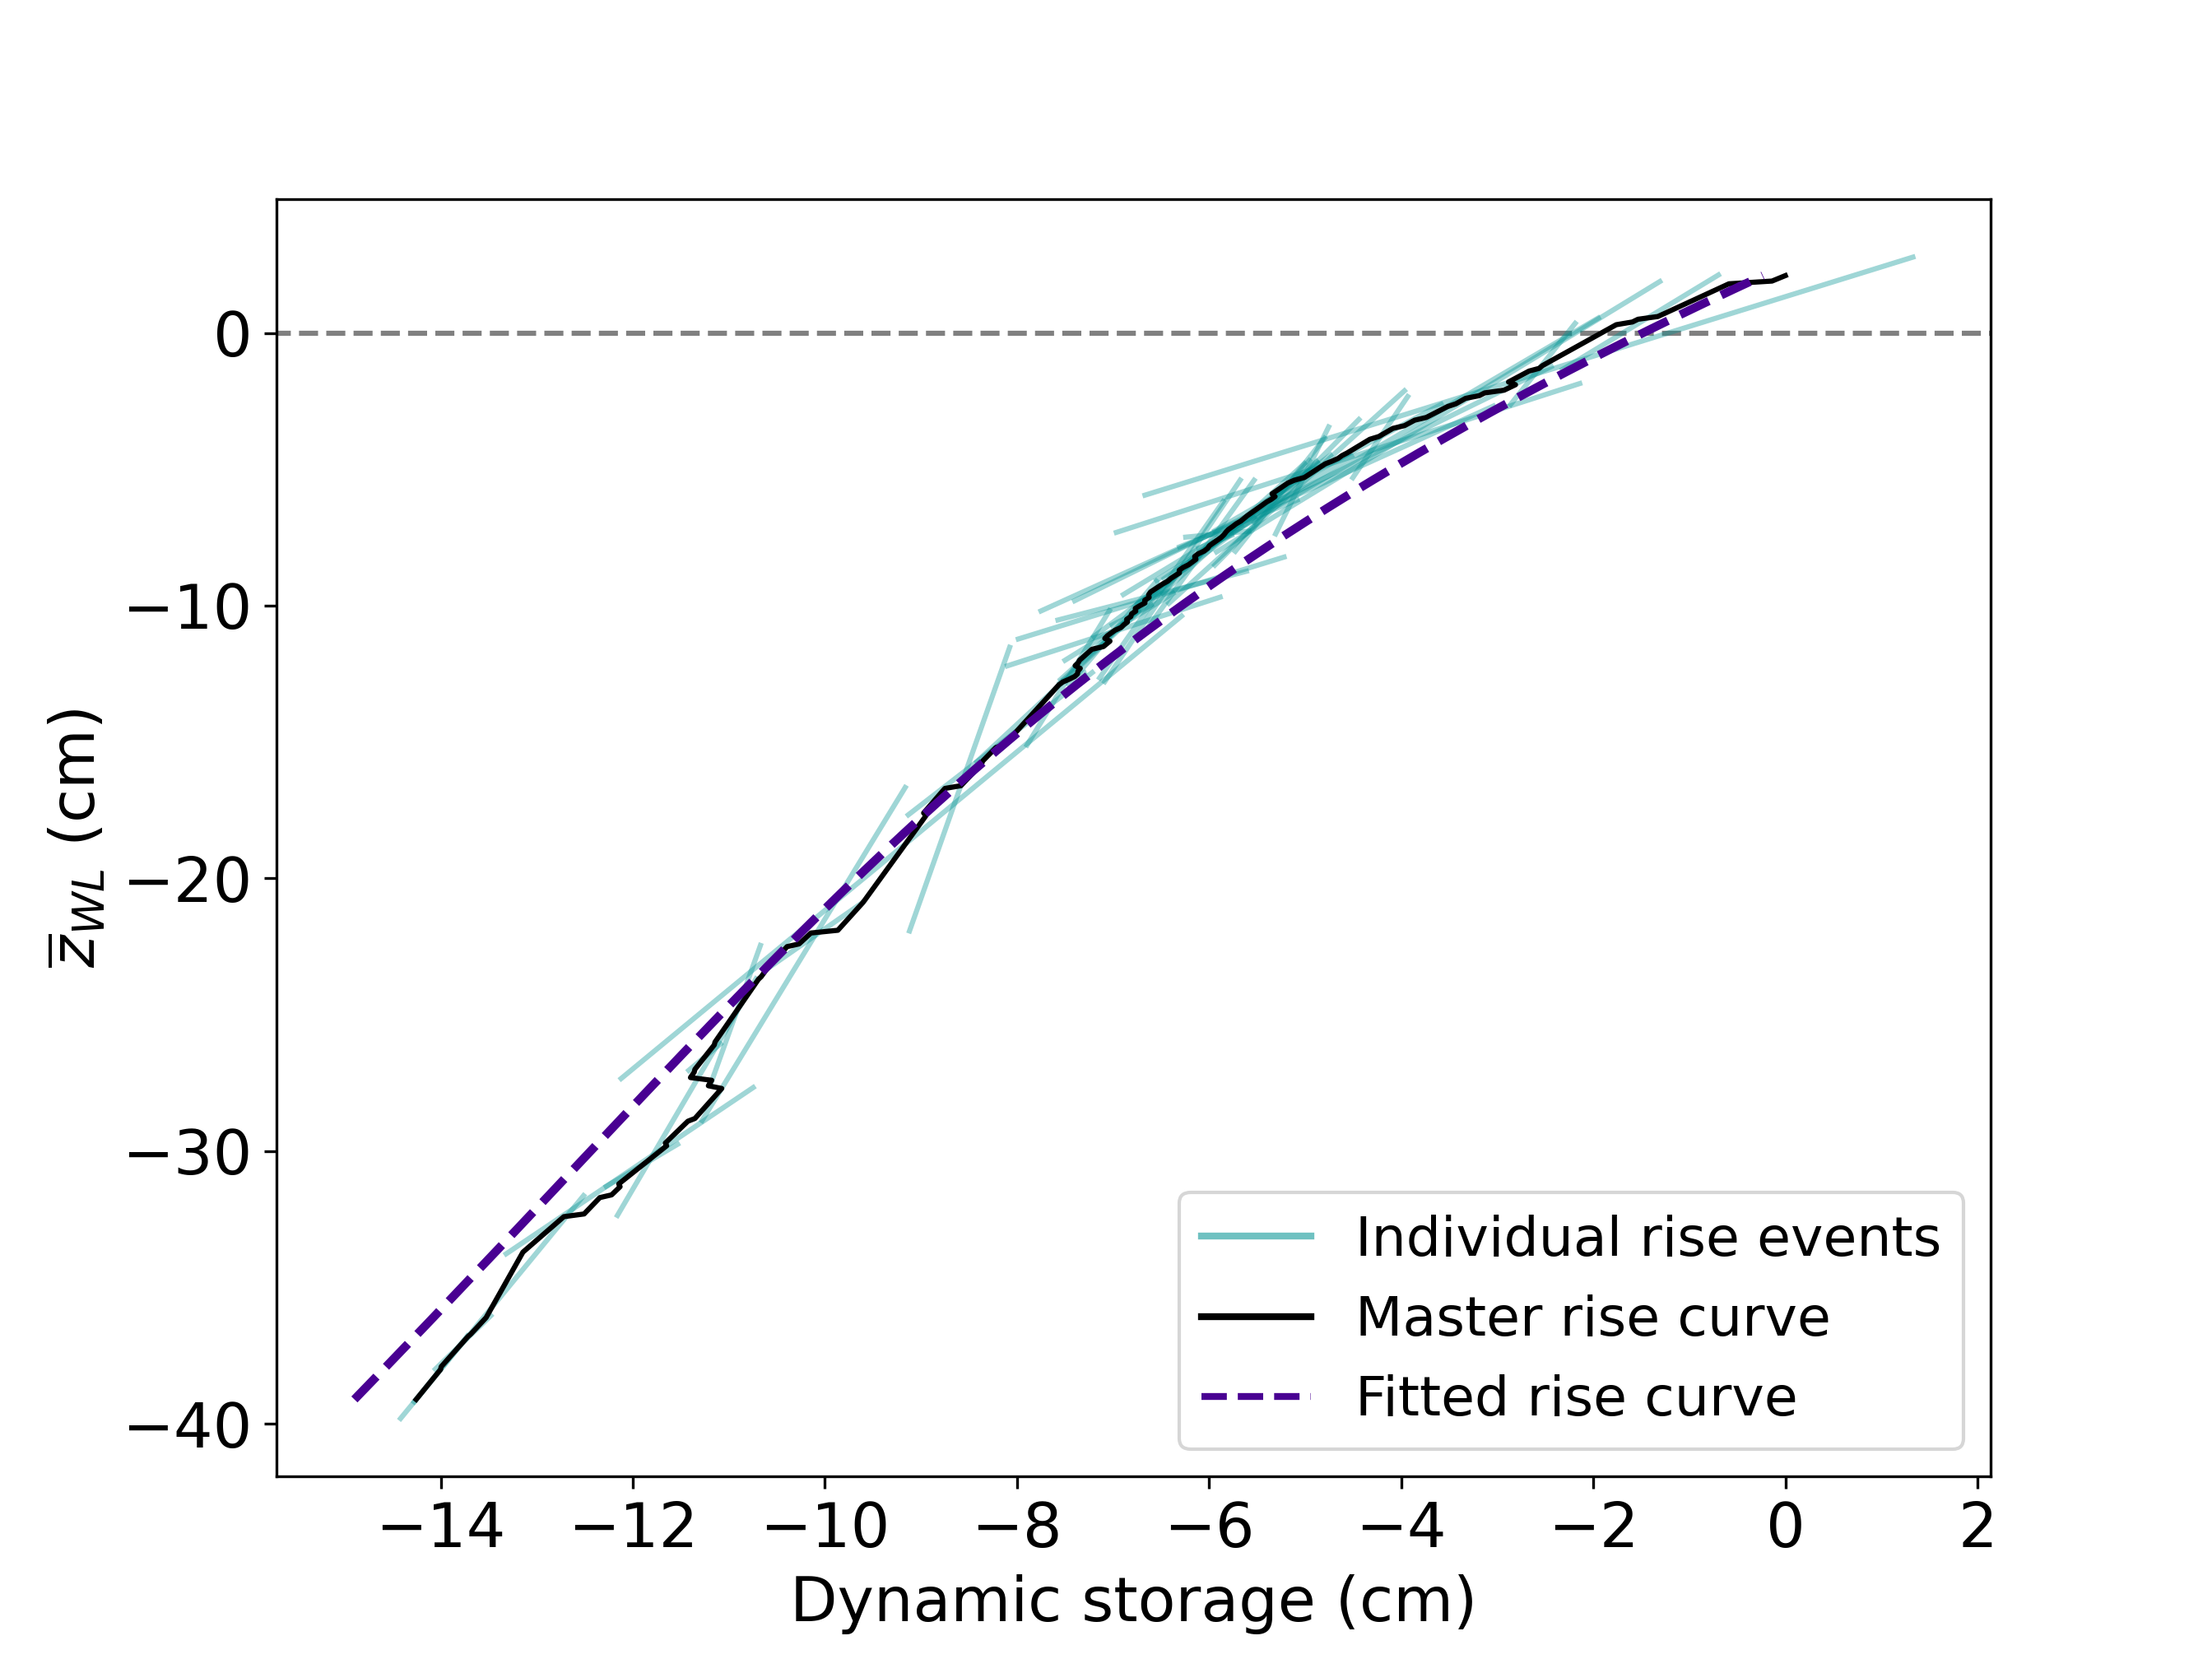 0
−10
−20
−30
−40
z̿WL (cm)
−14 −12 −10 −8 −6 −4 −2 0 2
Dynamic storage (cm)
Individual rise events
Master rise curve
Fitted rise curve